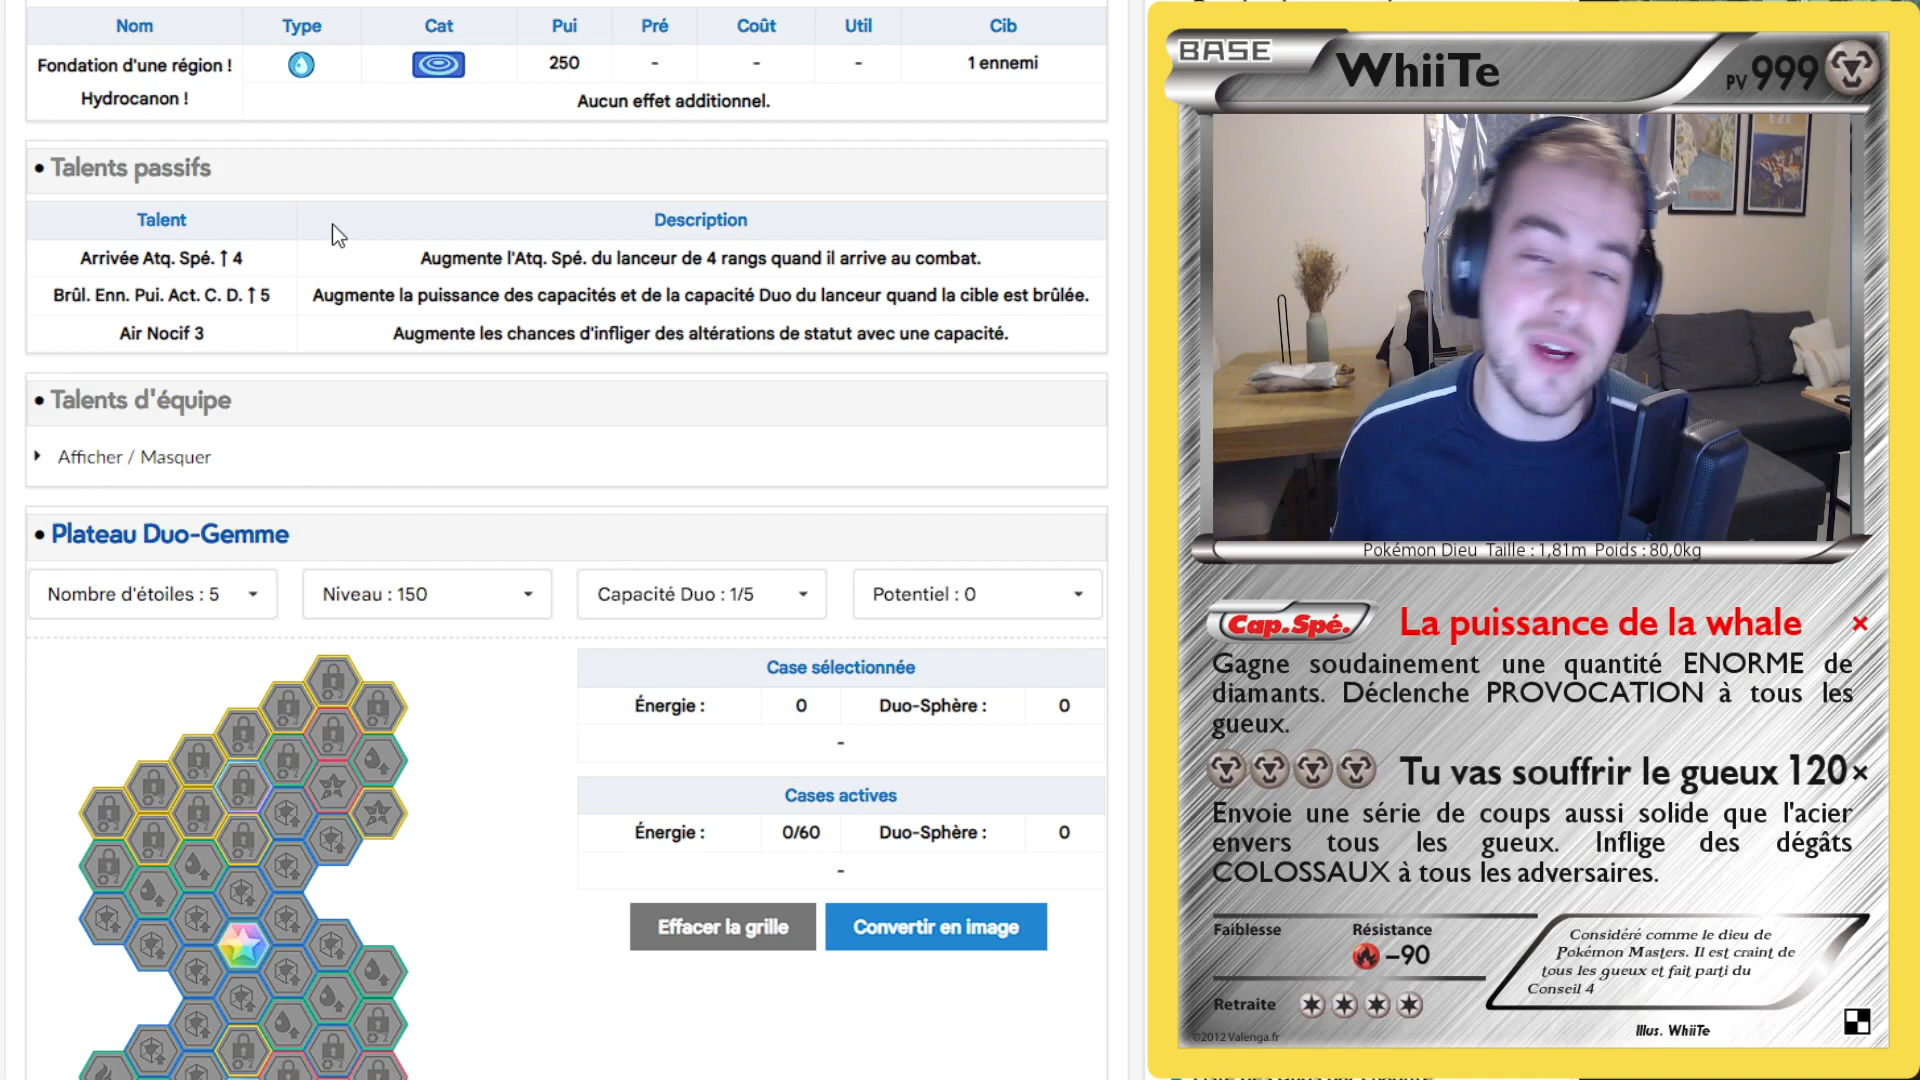 Nom Type Cat Pui Pré Coût Util Cib
Fondation d'une région !
Hydrocanon !
250 - - - 1 ennemi
Aucun effet additionnel.
• Talents passifs
Talent Description
Arrivée Atq. Spé. ↑ 4 Augmente l'Atq. Spé. du lanceur de 4 rangs quand il arrive au combat.
Brûl. Enn. Pui. Act. C. D. ↑ 5 Augmente la puissance des capacités et de la capacité Duo du lanceur quand la cible est brûlée.
Air Nocif 3 Augmente les chances d'infliger des altérations de statut avec une capacité.
• Talents d'équipe
Afficher / Masquer
• Plateau Duo-Gemme
Nombre d'étoiles : 5 Niveau : 150 Capacité Duo : 1/5 Potentiel : 0
Case sélectionnée
Énergie : 0 Duo-Sphère : 0
-
Cases actives
Énergie : 0/60 Duo-Sphère : 0
-
Effacer la grille Convertir en image
BASE WhiiTe PV 999
Pokémon Dieu Taille : 1,81m Poids : 80,0kg
Cap.Spé. La puissance de la whale ×
Gagne soudainement une quantité ENORME de
diamants. Déclenche PROVOCATION à tous les
gueux.
Tu vas souffrir le gueux 120×
Envoie une série de coups aussi solide que l'acier
envers tous les gueux. Inflige des dégâts
COLOSSAUX à tous les adversaires.
Faiblesse Résistance
-90
Retraite
Considéré comme le dieu de
Pokémon Masters. Il est craint de
tous les gueux et fait parti du
Conseil 4
©2012 Valenga.fr
Illus. WhiiTe